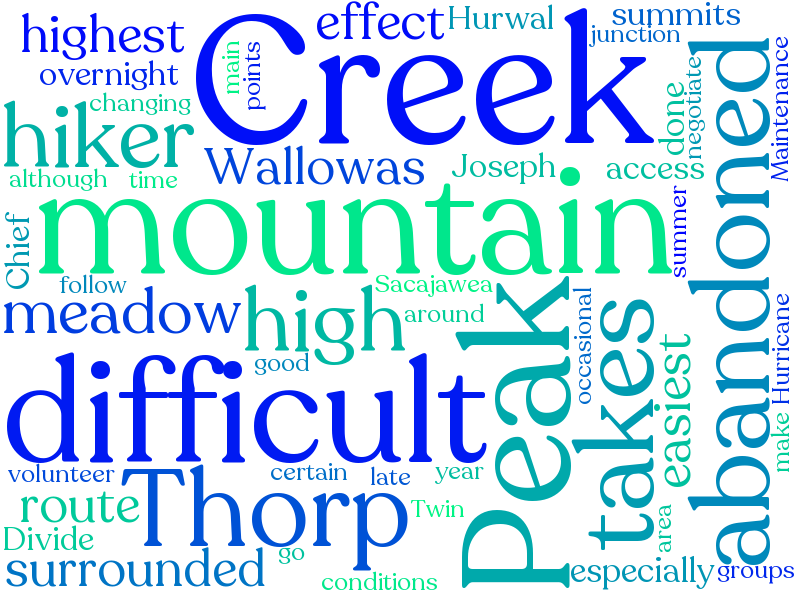 highest
effect
Hurwal
summits
junction
overnight
main
points
Creek
changing
hiker
done
negotiate
Maintenance
Wallowas
Joseph
access
although
time
abandoned
mountain
summer
Chief
follow
Sacajawea
meadow
high
around
Peak
takes
occasional
Hurricane
good
easiest
difficult
make
volunteer
certain
late
year
route
Thorp
Twin
area
Divide
go
surrounded
conditions
especially
groups